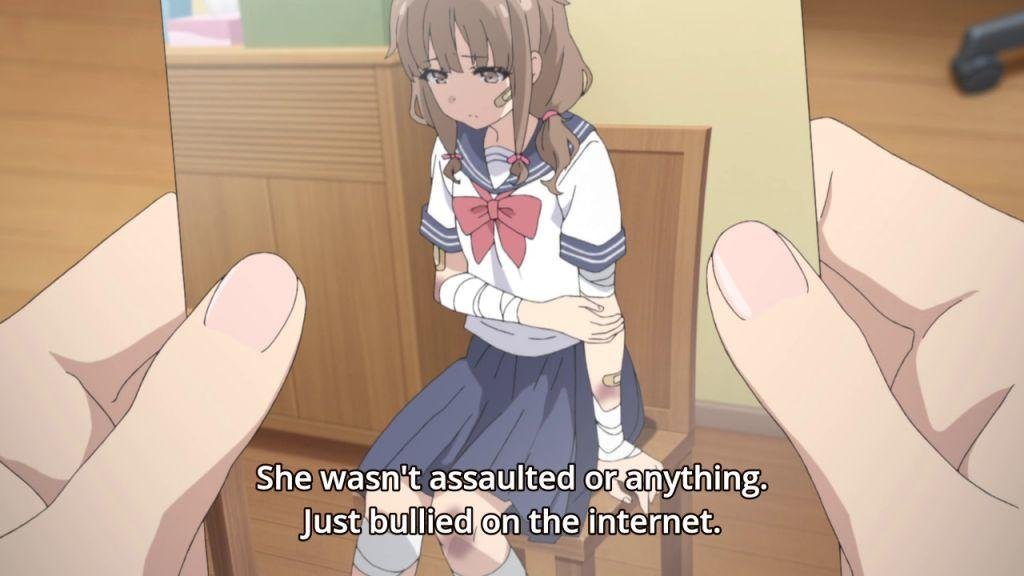 She wasn't assaulted or anything.
Just bullied on the internet.